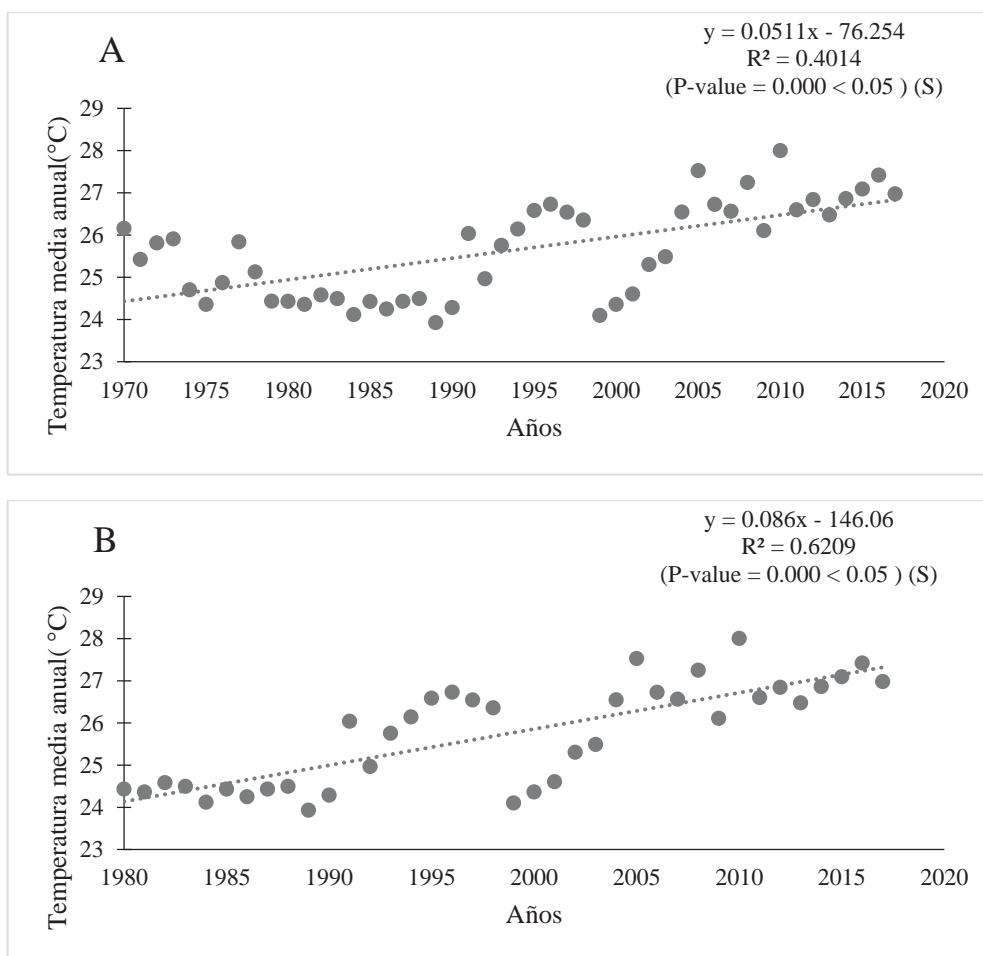 A
y = 0.0511x - 76.254
R² = 0.4014
(P-value = 0.000 < 0.05 ) (S)
Temperatura media anual(°C)
29
28
27
26
25
24
23
1970 1975 1980 1985 1990 1995 2000 2005 2010 2015 2020
Años
B
y = 0.086x - 146.06
R² = 0.6209
(P-value = 0.000 < 0.05 ) (S)
Temperatura media anual( °C)
29
28
27
26
25
24
23
1980 1985 1990 1995 2000 2005 2010 2015 2020
Años